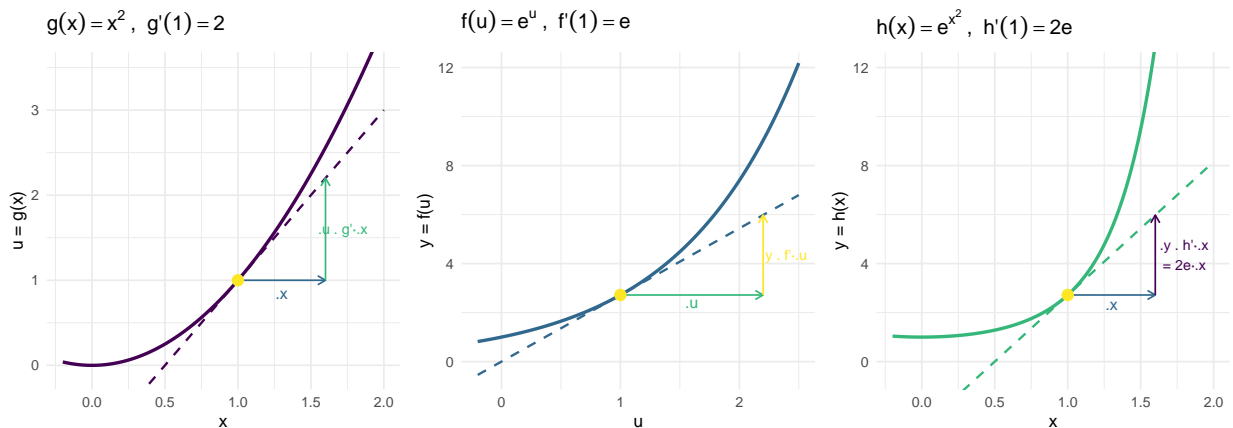 g(x) = x², g'(1) = 2
u = g(x)
3
2
1
0
.u . g'·.x
.x
0.0 0.5 1.0 1.5 2.0
x
f(u) = eᵘ, f'(1) = e
y = f(u)
12
8
4
0
y . f'·.u
.u
0 1 2
u
h(x) = e^x², h'(1) = 2e
y = h(x)
12
8
4
0
.y . h'·.x
= 2e·.x
.x
0.0 0.5 1.0 1.5 2.0
x